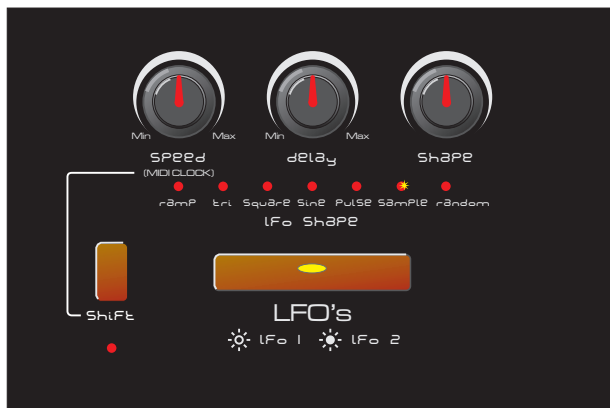 Min Max Min Max
Speed delay Shape
(MIDI CLOCK)
ramp tri Square Sine Pulse Sample random
lFo ShaPe
LFO's
ShiFt
lFo 1 lFo 2